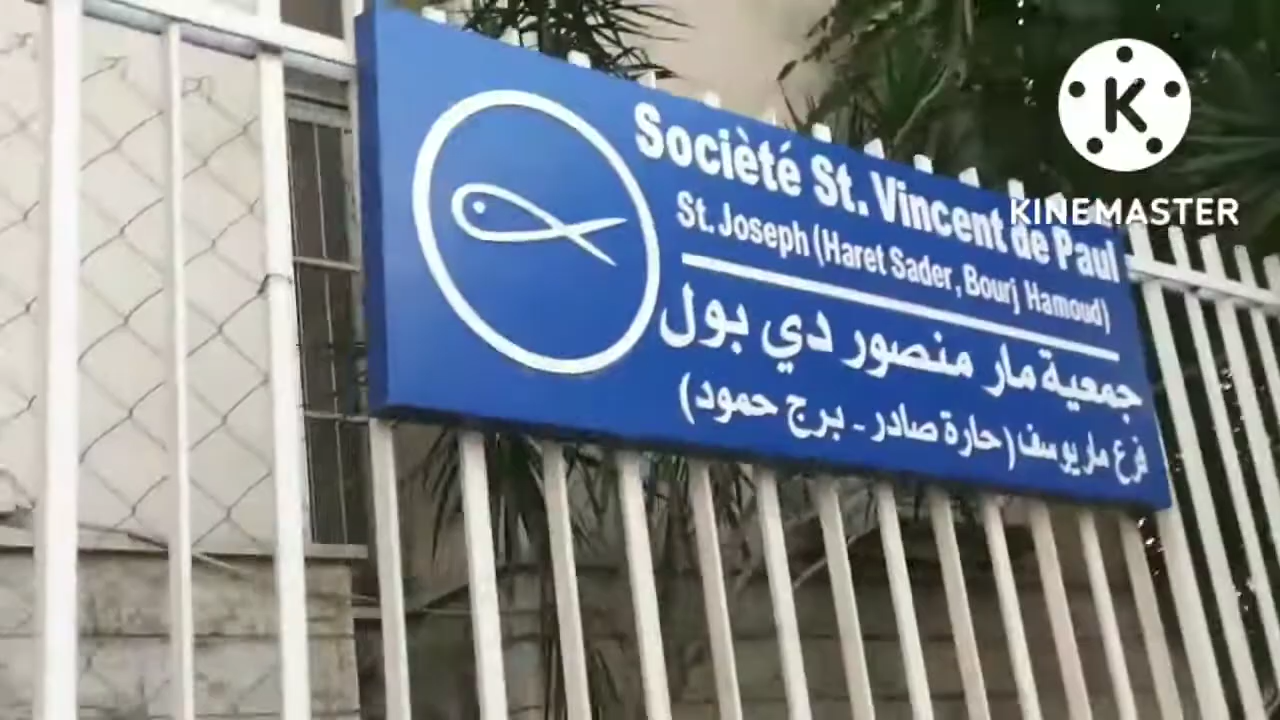 Socièté St. Vincent de Paul
St. Joseph (Haret Sader, Bourj Hamoud)
جمعية مار منصور دي بول
فرع مار يوسف (حارة صادر - برج حمود)
K
KINEMASTER